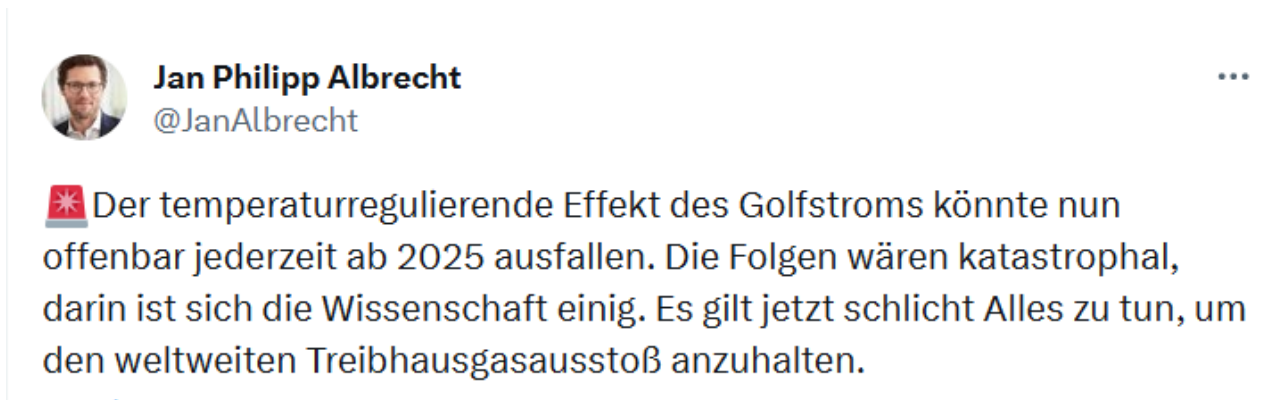 Jan Philipp Albrecht
@JanAlbrecht
🚨Der temperaturregulierende Effekt des Golfstroms könnte nun
offenbar jederzeit ab 2025 ausfallen. Die Folgen wären katastrophal,
darin ist sich die Wissenschaft einig. Es gilt jetzt schlicht Alles zu tun, um
den weltweiten Treibhausgasausstoß anzuhalten.